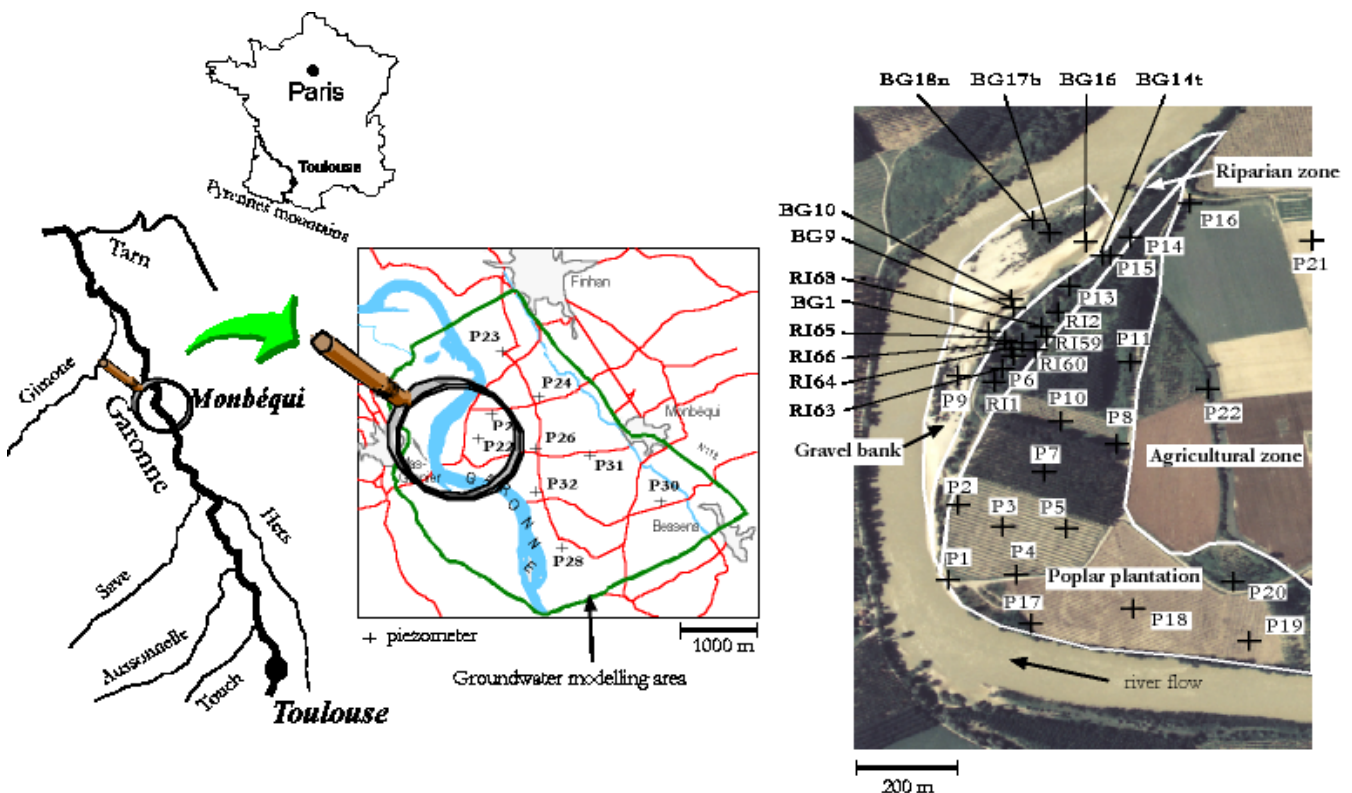 Paris
Toulouse
Pyrennes mountains
Tarn
Gimone
Monbéqui
Garonne
Hers
Save
Aussonnelle
Touch
Toulouse
Finhan
P23
P24
Monbéqui
P22
P26
P31
P32
P30
Bessens
P28
GARONNE
+ piezometer
1000 m
Groundwater modelling area
BG18n
BG17b
BG16
BG14t
Riparian zone
BG10
BG9
RI68
BG1
RI65
RI66
RI64
RI63
P16
P14
P15
P21
P13
RI2
RI59
RI60
P11
P6
RI1
P9
P10
P8
P22
Gravel bank
Agricultural zone
P7
P2
P3
P5
P1
P4
Poplar plantation
P20
P17
P18
P19
river flow
200 m